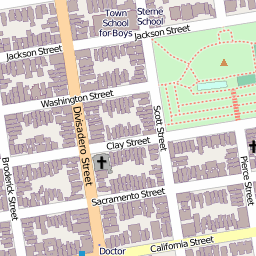 Town
School
for Boys
Sterne
School
Jackson Street
Jackson Street
Washington Street
Divisadero Street
Scott Street
Clay Street
Broderick Street
Pierce Street
Sacramento Street
California Street
Doctor